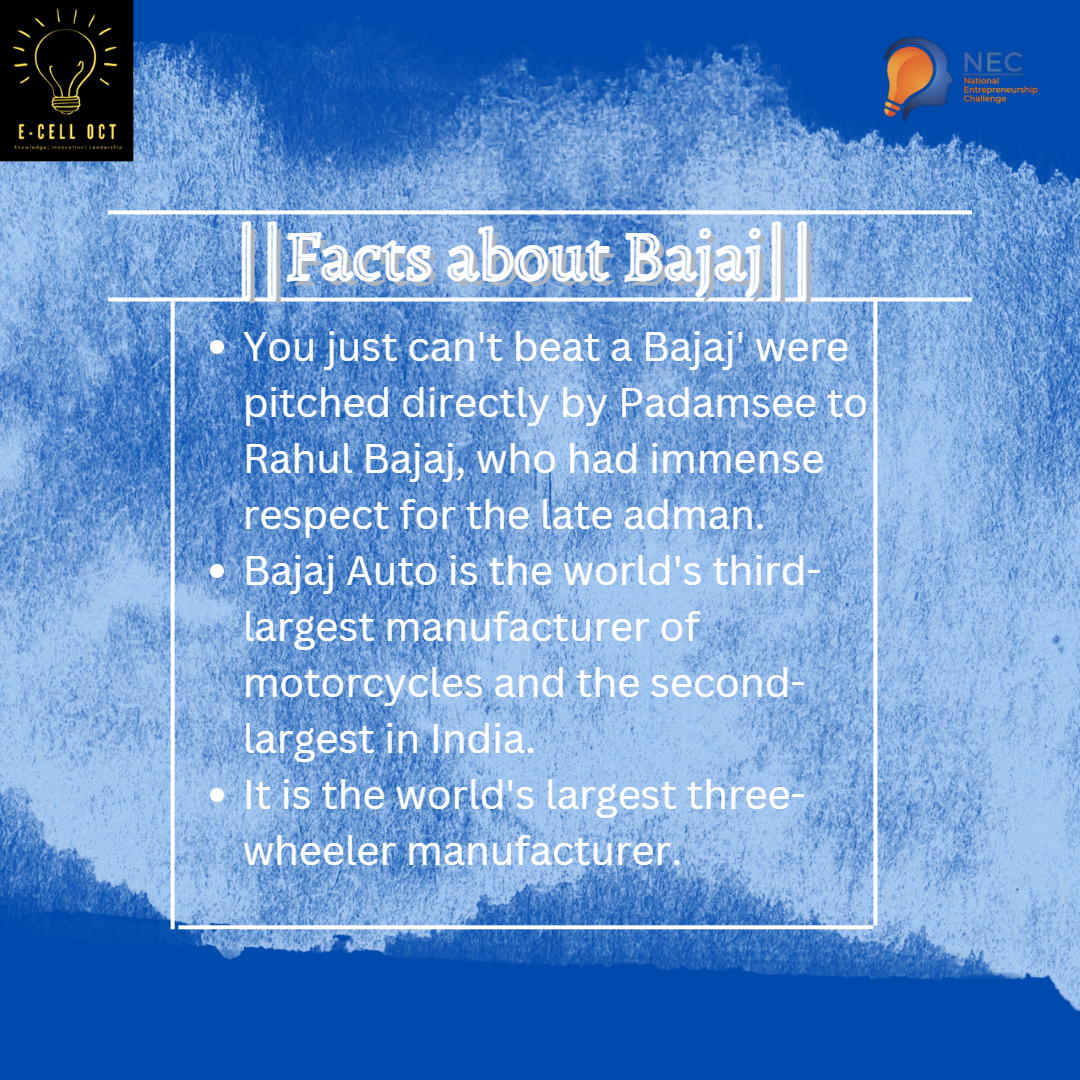 E-CELL OCT
Knowledge| Innovation| Leadership
NEC
National
Entrepreneurship
Challenge
||Facts about Bajaj||
• You just can't beat a Bajaj' were
pitched directly by Padamsee to
Rahul Bajaj, who had immense
respect for the late adman.
• Bajaj Auto is the world's third-
largest manufacturer of
motorcycles and the second-
largest in India.
• It is the world's largest three-
wheeler manufacturer.